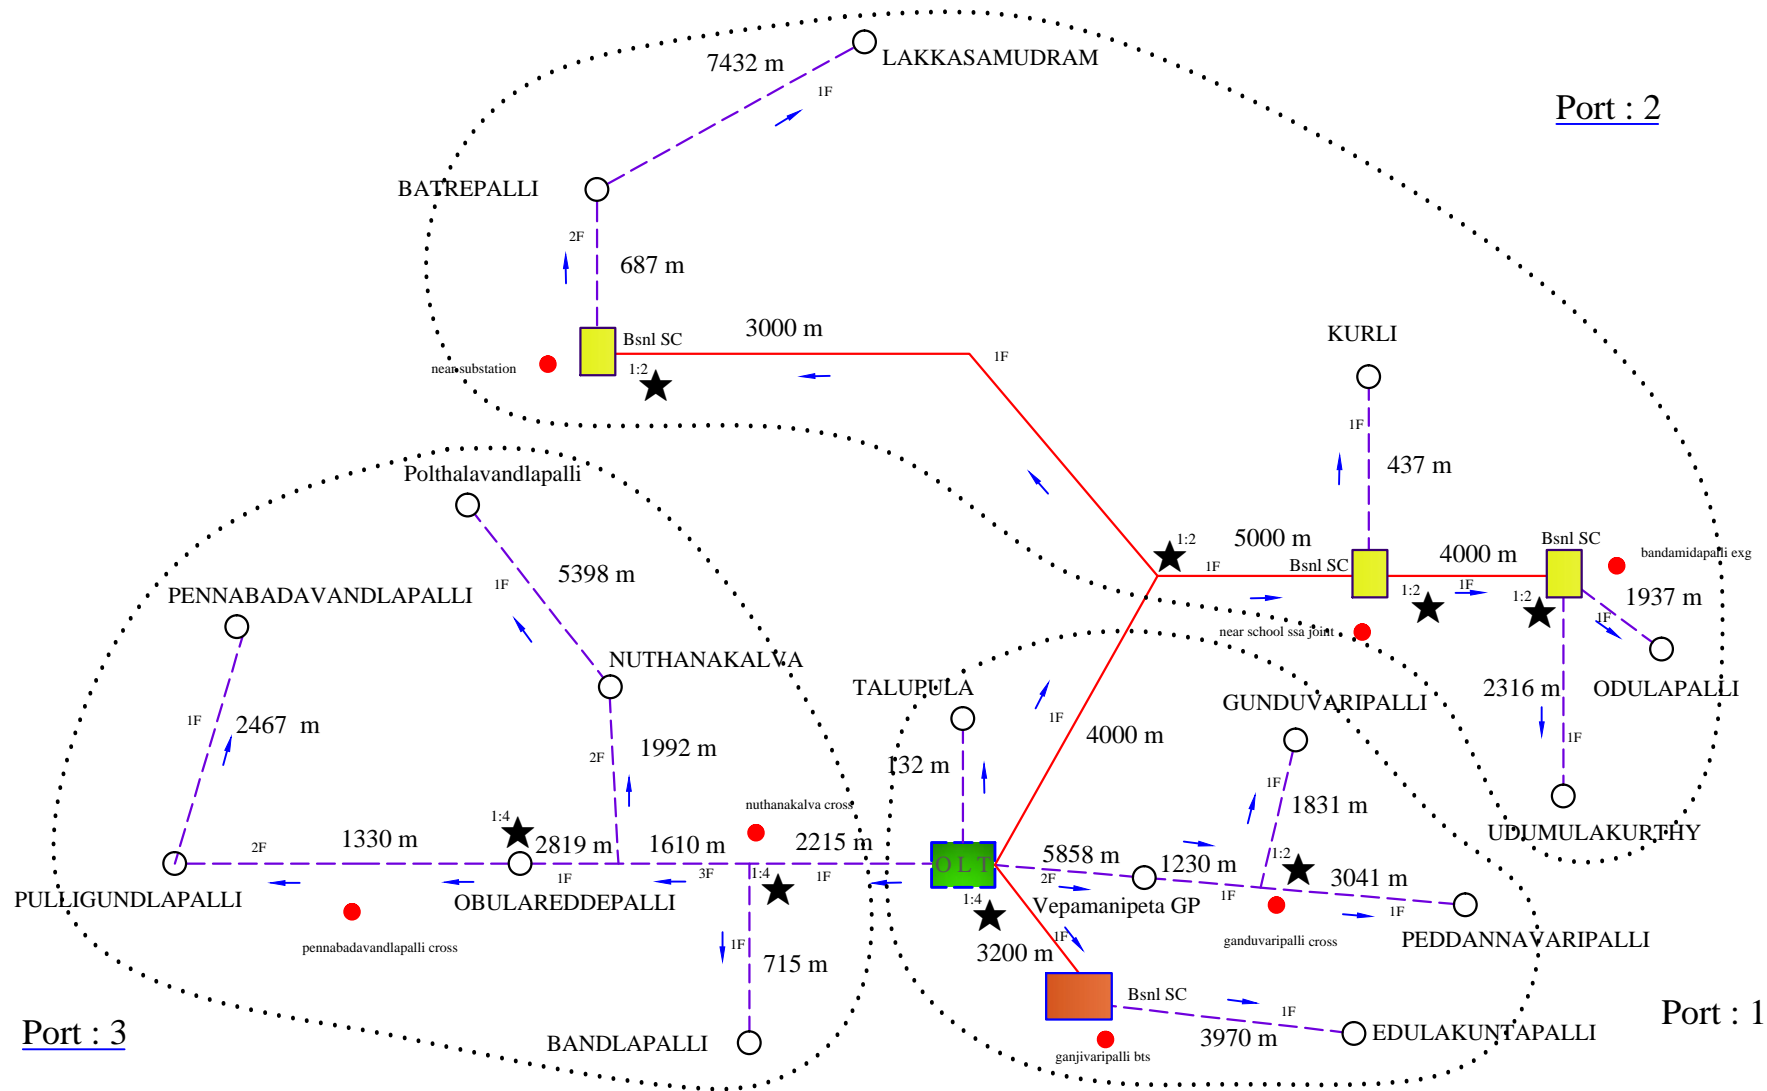 7432 m
LAKKASAMUDRAM
1F
Port : 2
BATREPALLI
2F
687 m
3000 m
Bsnl SC
near substation
1:2
1F
KURLI
1F
437 m
Polthalavandlapalli
1:2
5000 m
1F
Bsnl SC
4000 m
1F
1:2
Bsnl SC
bandamidapalli exg
1:2
1937 m
1F
near school ssa joint
5398 m
1F
PENNABADAVANDLAPALLI
NUTHANAKALVA
TALUPULA
GUNDUVARIPALLI
2316 m
ODULAPALLI
1F
2467  m
1F
1992 m
2F
1F
4000 m
132 m
1F
1831 m
nuthanakalva cross
1:4
1330 m
2819 m
1610 m
2215 m
2F
1F
3F
1:4
1F
O L T
5858 m
2F
1230 m
1F
1:2
3041 m
1F
UDUMULAKURTHY
PULLIGUNDLAPALLI
OBULAREDDEPALLI
1:4
Vepamanipeta GP
ganduvaripalli cross
PEDDANNAVARIPALLI
pennabadavandlapalli cross
1F
715 m
1F
3200 m
Bsnl SC
1F
Port : 1
Port : 3
BANDLAPALLI
ganjivaripalli bts
3970 m
EDULAKUNTAPALLI